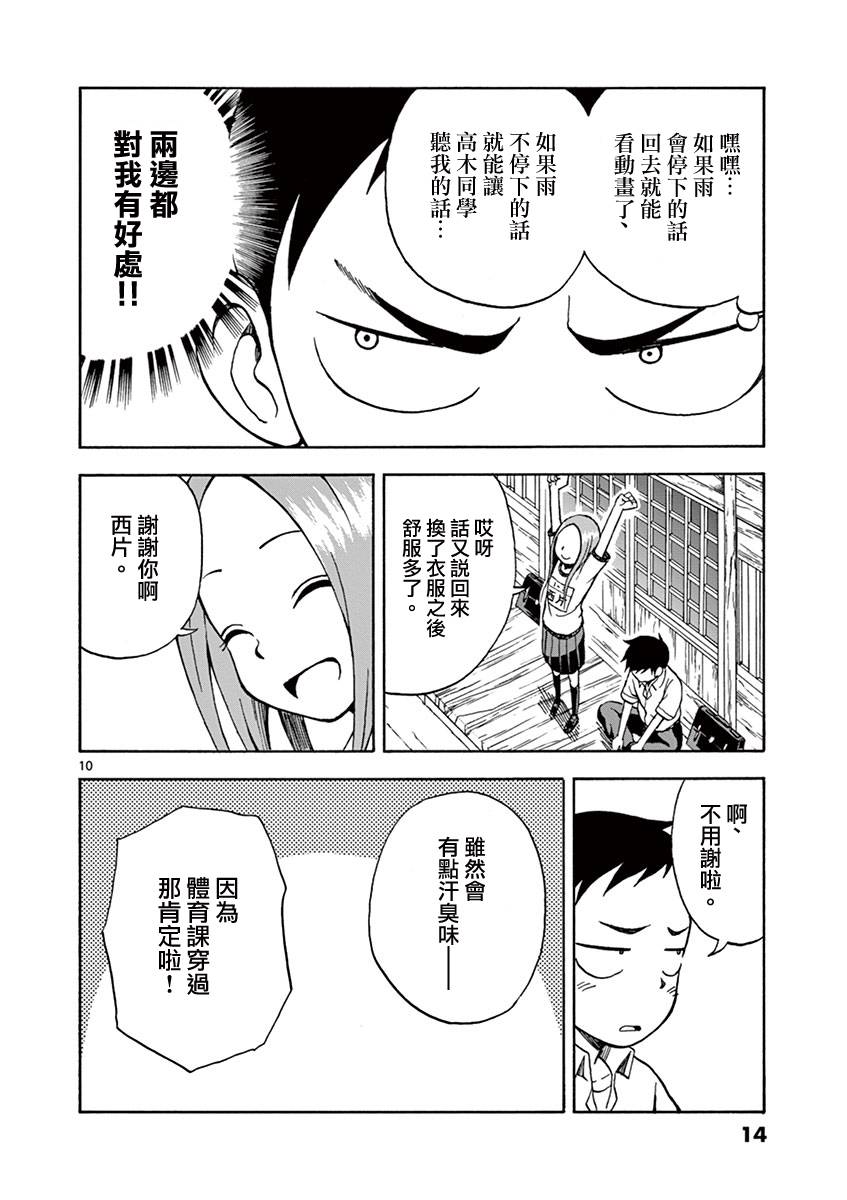 嘿嘿…
如果雨
會停下的話
回去就能
看動畫了、
如果雨
不停下的話
就能讓
高木同學
聽我的話…
兩邊都
對我有好處!!
哎呀
話又說回來
換了衣服之後
舒服多了。
西片
謝謝你啊
西片。
10
啊、
不用謝啦。
雖然會
有點汗臭味——
因為
體育課穿過
那肯定啦！
14